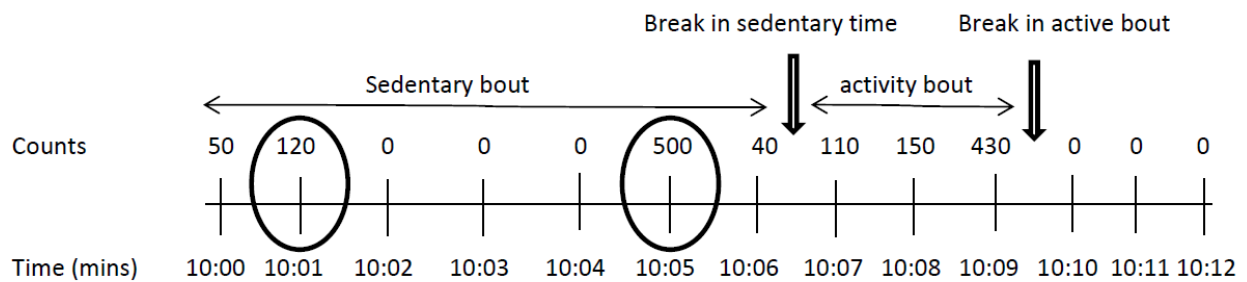 Break in sedentary time Break in active bout
Sedentary bout activity bout
Counts 50 120 0 0 0 500 40 110 150 430 0 0 0
Time (mins) 10:00 10:01 10:02 10:03 10:04 10:05 10:06 10:07 10:08 10:09 10:10 10:11 10:12